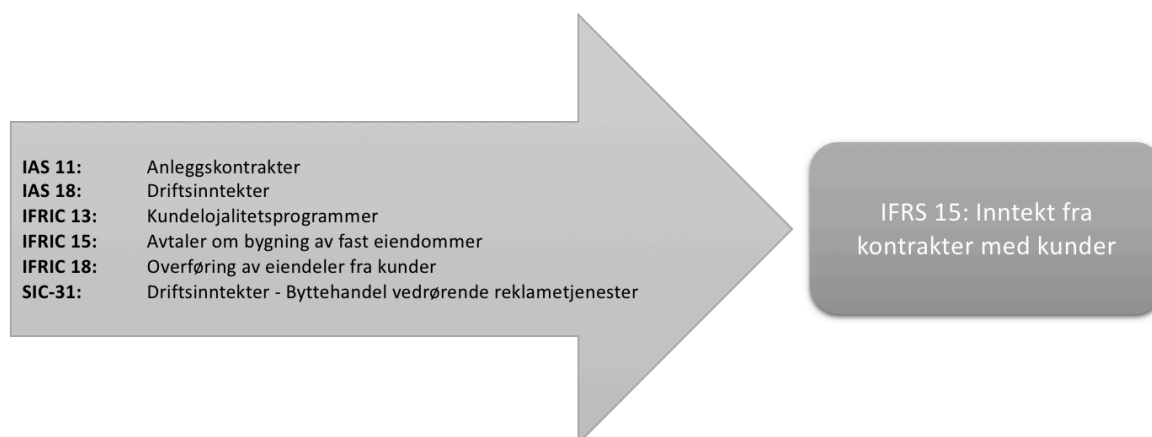 IAS 11: Anleggskontrakter
IAS 18: Driftsinntekter
IFRIC 13: Kundelojalitetsprogrammer
IFRIC 15: Avtaler om bygning av fast eiendommer
IFRIC 18: Overføring av eiendeler fra kunder
SIC-31: Driftsinntekter - Byttehandel vedrørende reklametjenester
IFRS 15: Inntekt fra
kontrakter med kunder